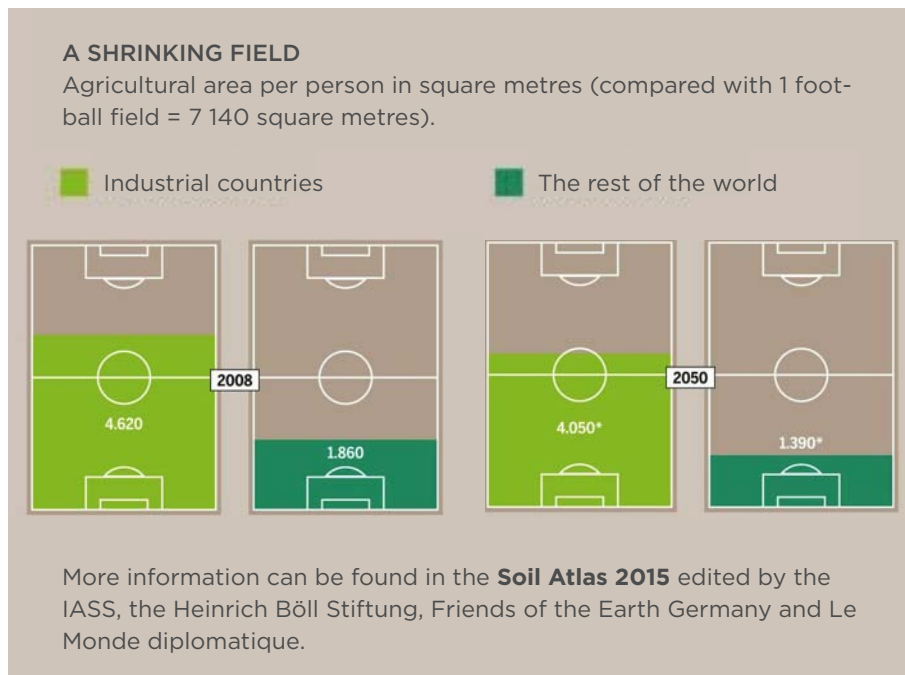 A SHRINKING FIELD
Agricultural area per person in square metres (compared with 1 foot-
ball field = 7 140 square metres).
Industrial countries
The rest of the world
2008
4.620
1.860
2050
4.050*
1.390*
More information can be found in the Soil Atlas 2015 edited by the
IASS, the Heinrich Böll Stiftung, Friends of the Earth Germany and Le
Monde diplomatique.